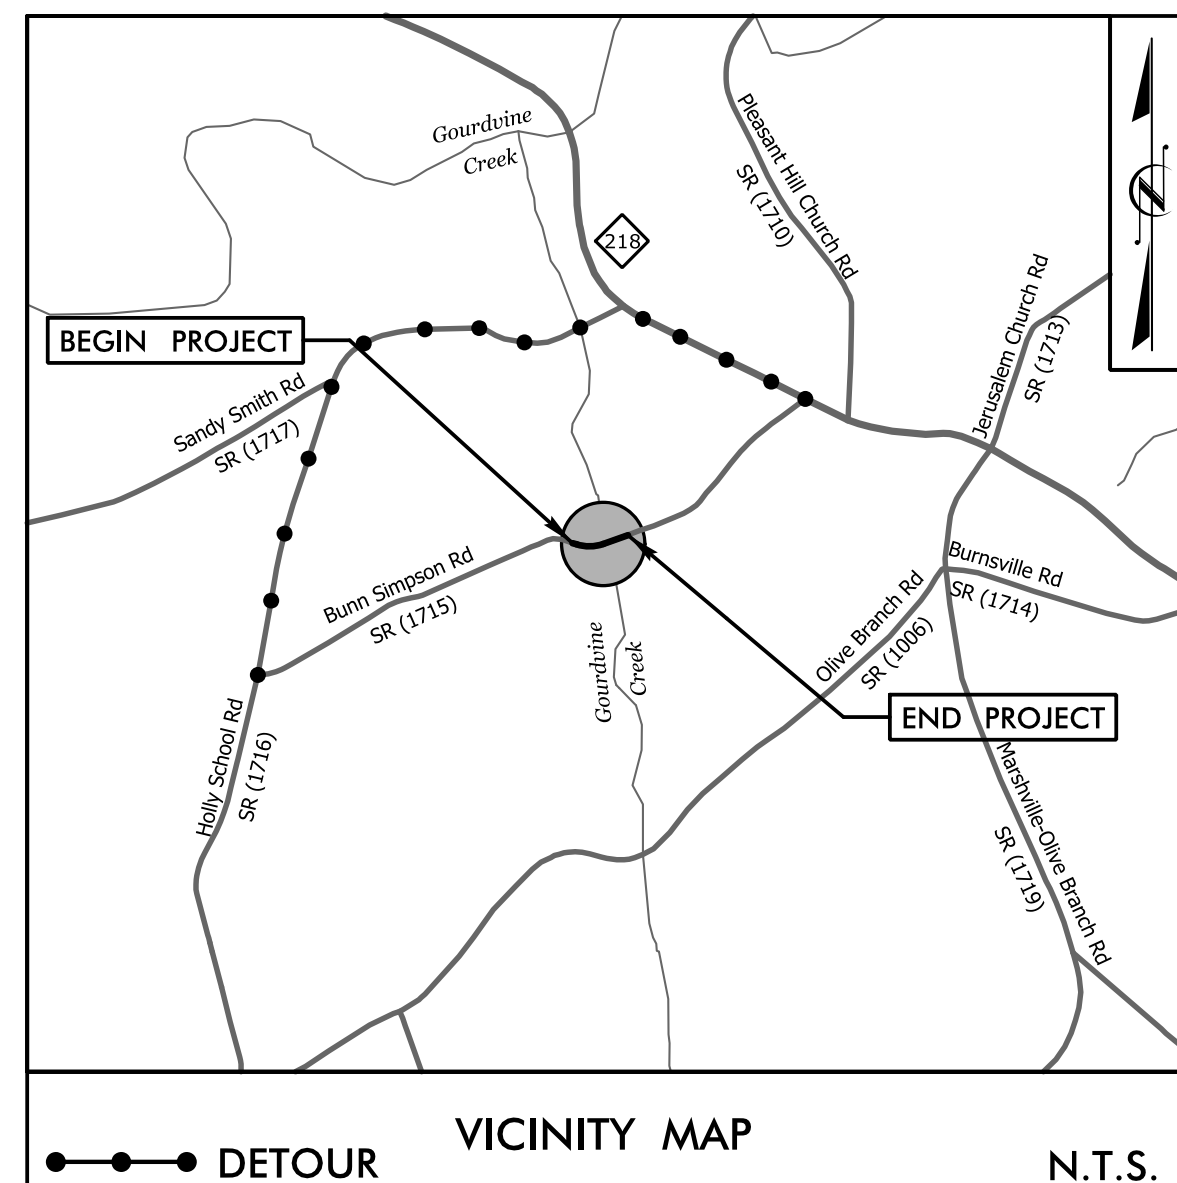 Gourdvine
Creek
Pleasant Hill Church Rd
SR (1710)
218
N
Jerusalem Church Rd
SR (1713)
BEGIN PROJECT
Sandy Smith Rd
SR (1717)
Bunn Simpson Rd
SR (1715)
Burnsville Rd
SR (1714)
Olive Branch Rd
SR (1006)
Gourdvine
Creek
END PROJECT
Holly School Rd
SR (1716)
Marshville-Olive Branch Rd
SR (1719)
VICINITY MAP
DETOUR
N.T.S.